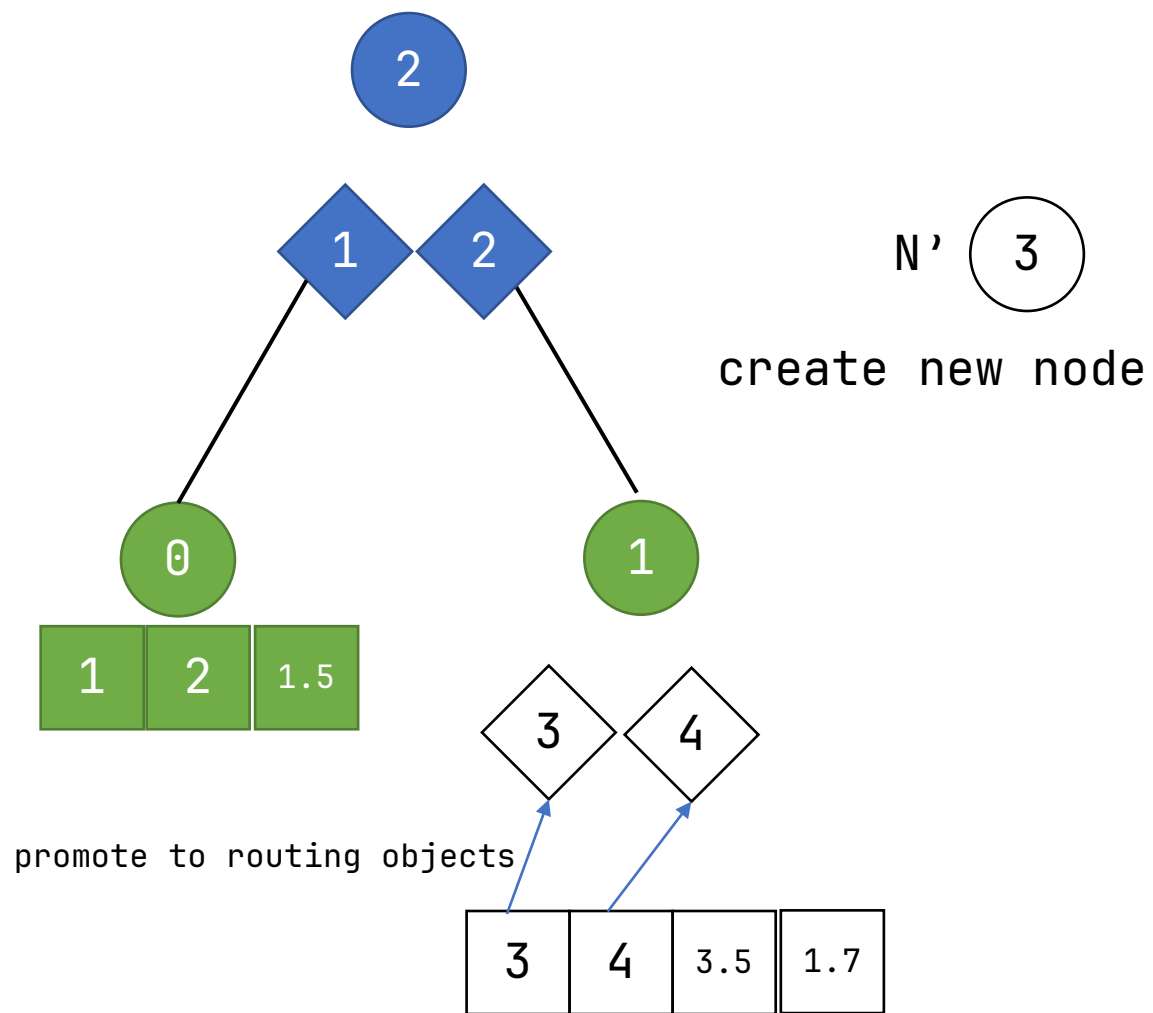 2
1 2
N’ 3
create new node
0
1
1 2 1.5
3 4
promote to routing objects
3 4 3.5 1.7